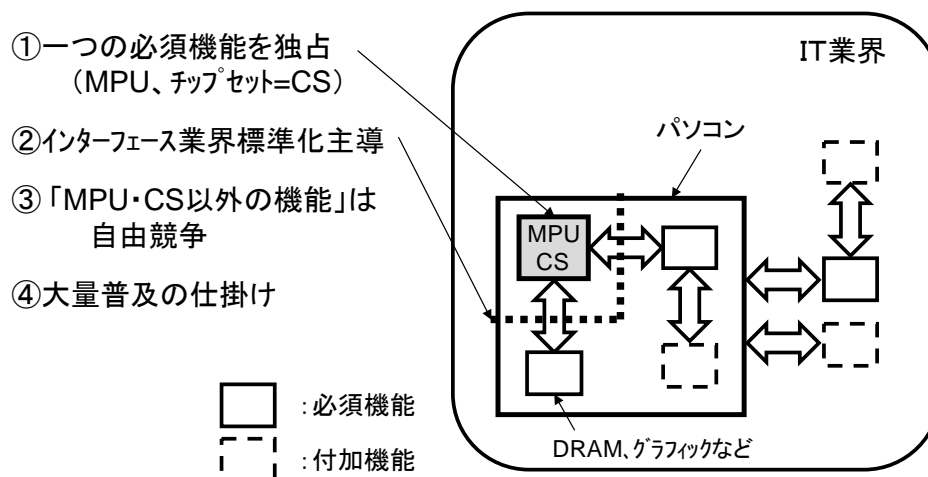 ①一つの必須機能を独占
（MPU、チップセット=CS）
②インターフェース業界標準化主導
③「MPU・CS以外の機能」は
自由競争
④大量普及の仕掛け
：必須機能
：付加機能
IT業界
パソコン
MPU
CS
DRAM、グラフィックなど